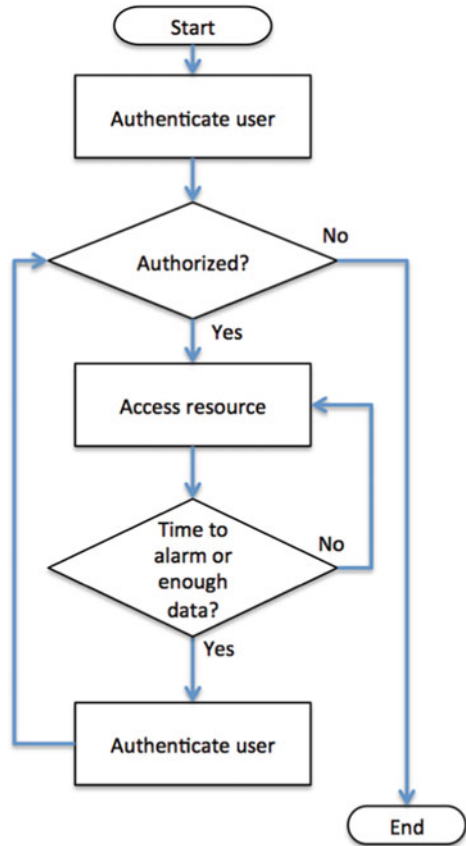 Start
Authenticate user
No
Authorized?
Yes
Access resource
Time to
alarm or
enough
data?
No
Yes
Authenticate user
End